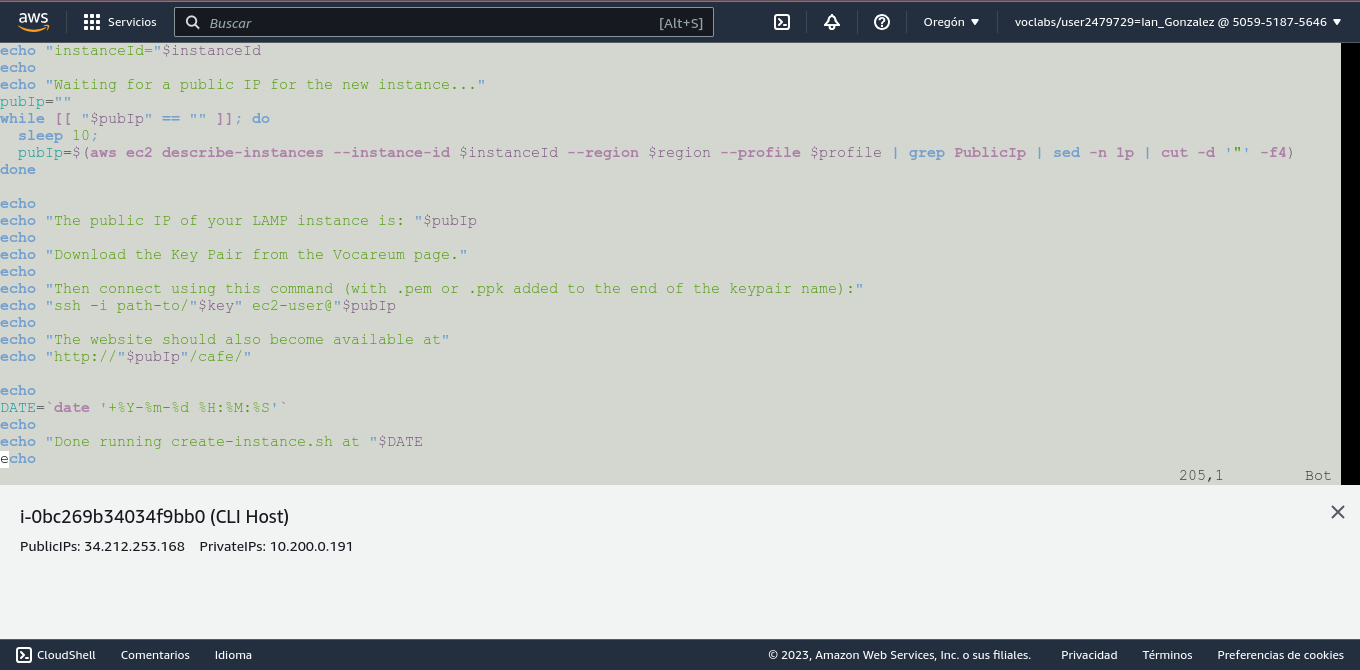 aws Servicios Buscar [Alt+S] Oregón voclabs/user2479729=Ian_Gonzalez @ 5059-5187-5646
echo "instanceId="$instanceId
echo
echo "Waiting for a public IP for the new instance..."
pubIp=""
while [[ "$pubIp" == "" ]]; do
  sleep 10;
  pubIp=$(aws ec2 describe-instances --instance-id $instanceId --region $region --profile $profile | grep PublicIp | sed -n 1p | cut -d '"' -f4)
done
echo
echo "The public IP of your LAMP instance is: "$pubIp
echo
echo "Download the Key Pair from the Vocareum page."
echo
echo "Then connect using this command (with .pem or .ppk added to the end of the keypair name):"
echo "ssh -i path-to/"$key" ec2-user@"$pubIp
echo
echo "The website should also become available at"
echo "http://"$pubIp"/cafe/"
echo
DATE=`date '+%Y-%m-%d %H:%M:%S'`
echo
echo "Done running create-instance.sh at "$DATE
echo
205,1 Bot
i-0bc269b34034f9bb0 (CLI Host)
PublicIPs: 34.212.253.168 PrivateIPs: 10.200.0.191
CloudShell Comentarios Idioma © 2023, Amazon Web Services, Inc. o sus filiales. Privacidad Términos Preferencias de cookies